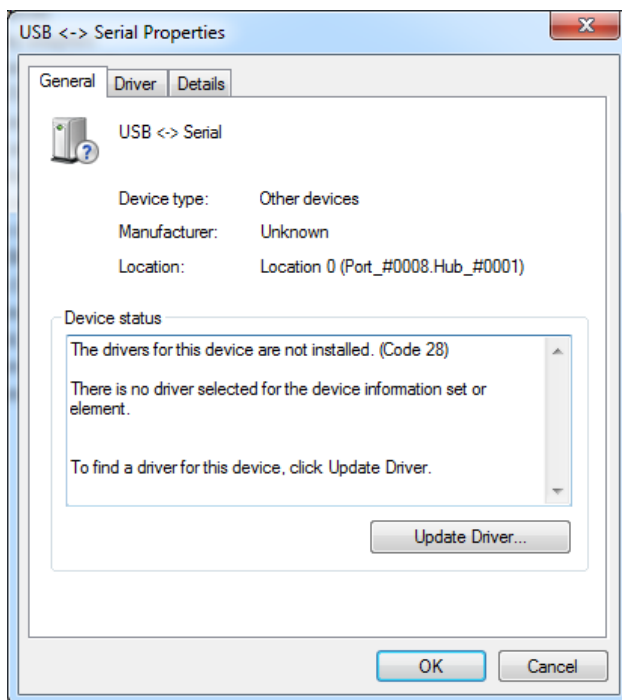 USB <-> Serial Properties
General Driver Details
USB <-> Serial
Device type: Other devices
Manufacturer: Unknown
Location: Location 0 (Port_#0008.Hub_#0001)
Device status
The drivers for this device are not installed. (Code 28)
There is no driver selected for the device information set or
element.
To find a driver for this device, click Update Driver.
Update Driver...
OK Cancel